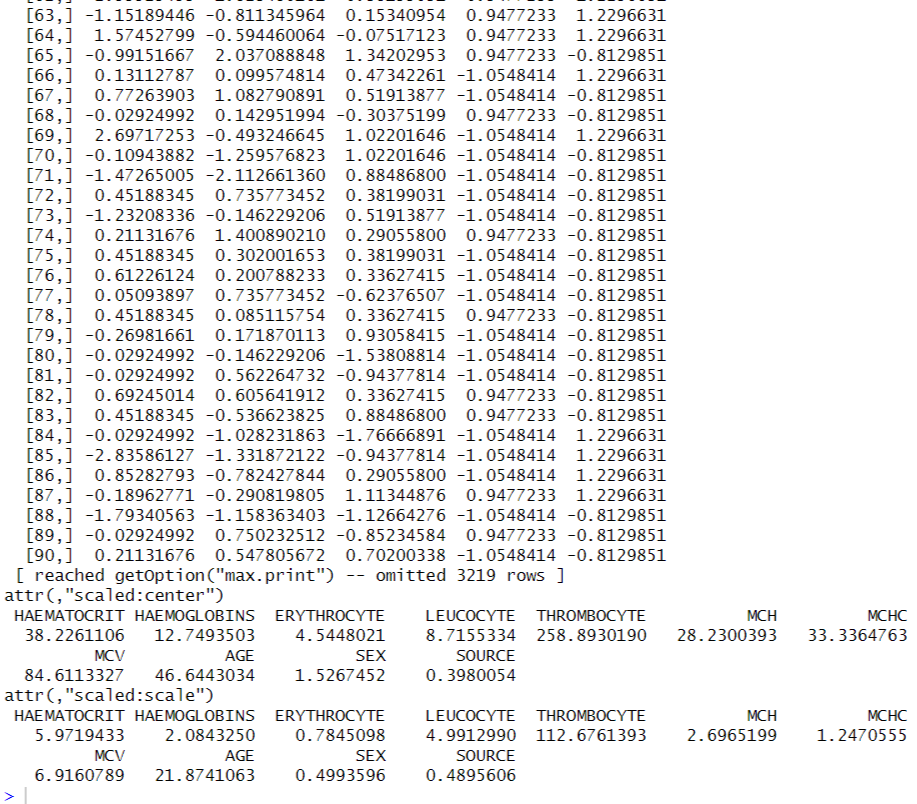 [63,] -1.15189446 -0.811345964 0.15340954 0.9477233 1.2296631
[64,] 1.57452799 -0.594460064 -0.07517123 0.9477233 1.2296631
[65,] -0.99151667 2.037088848 1.34202953 0.9477233 -0.8129851
[66,] 0.13112787 0.099574814 0.47342261 -1.0548414 1.2296631
[67,] 0.77263903 1.082790891 0.51913877 -1.0548414 -0.8129851
[68,] -0.02924992 0.142951994 -0.30375199 0.9477233 -0.8129851
[69,] 2.69717253 -0.493246645 1.02201646 -1.0548414 1.2296631
[70,] -0.10943882 -1.259576823 1.02201646 -1.0548414 -0.8129851
[71,] -1.47265005 -2.112661360 0.88486800 -1.0548414 -0.8129851
[72,] 0.45188345 0.735773452 0.38199031 -1.0548414 -0.8129851
[73,] -1.23208336 -0.146229206 0.51913877 -1.0548414 -0.8129851
[74,] 0.21131676 1.400890210 0.29055800 0.9477233 -0.8129851
[75,] 0.45188345 0.302001653 0.38199031 -1.0548414 -0.8129851
[76,] 0.61226124 0.200788233 0.33627415 -1.0548414 -0.8129851
[77,] 0.05093897 0.735773452 -0.62376507 -1.0548414 -0.8129851
[78,] 0.45188345 0.085115754 0.33627415 0.9477233 -0.8129851
[79,] -0.26981661 0.171870113 0.93058415 -1.0548414 -0.8129851
[80,] -0.02924992 -0.146229206 -1.53808814 -1.0548414 -0.8129851
[81,] -0.02924992 0.562264732 -0.94377814 -1.0548414 -0.8129851
[82,] 0.69245014 0.605641912 0.33627415 0.9477233 -0.8129851
[83,] 0.45188345 -0.536623825 0.88486800 0.9477233 -0.8129851
[84,] -0.02924992 -1.028231863 -1.76666891 -1.0548414 1.2296631
[85,] -2.83586127 -1.331872122 -0.94377814 -1.0548414 1.2296631
[86,] 0.85282793 -0.782427844 0.29055800 -1.0548414 1.2296631
[87,] -0.18962771 -0.290819805 1.11344876 0.9477233 1.2296631
[88,] -1.79340563 -1.158363403 -1.12664276 -1.0548414 -0.8129851
[89,] -0.02924992 0.750232512 -0.85234584 0.9477233 -0.8129851
[90,] 0.21131676 0.547805672 0.70200338 -1.0548414 -0.8129851
[ reached getOption("max.print") -- omitted 3219 rows ]
attr(,"scaled:center")
HAEMATOCRIT HAEMOGLOBINS ERYTHROCYTE LEUCOCYTE THROMBOCYTE MCH MCHC
38.2261106 12.7493503 4.5448021 8.7155334 258.8930190 28.2300393 33.3364763
MCV AGE SEX SOURCE
84.6113327 46.6443034 1.5267452 0.3980054
attr(,"scaled:scale")
HAEMATOCRIT HAEMOGLOBINS ERYTHROCYTE LEUCOCYTE THROMBOCYTE MCH MCHC
5.9719433 2.0843250 0.7845098 4.9912990 112.6761393 2.6965199 1.2470555
MCV AGE SEX SOURCE
6.9160789 21.8741063 0.4993596 0.4895606
>